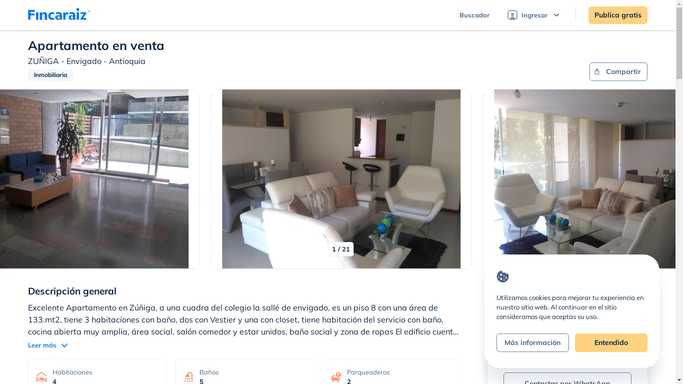 Fincaraiz
Buscador
Ingresar
Publica gratis
Apartamento en venta
ZUÑIGA - Envigado - Antioquia
Inmobiliaria
Compartir
1 / 21
Descripción general
Excelente Apartamento en Zúñiga, a una cuadra del colegio la sallé de envigado, es un piso 8 con una área de
133.mt2, tiene 3 habitaciones con baño, dos con Vestier y una con closet, tiene habitación del servicio con baño,
cocina abierta muy amplia, área social, salón comedor y estar unidos, baño social y zona de ropas El edificio cuent...
Leer más
Habitaciones
4
Baños
5
Parqueaderos
2
Utilizamos cookies para mejorar tu experiencia en
nuestro sitio web. Al continuar en el sitio
consideramos que aceptas su uso.
Más información
Entendido
Contactar por WhatsApp